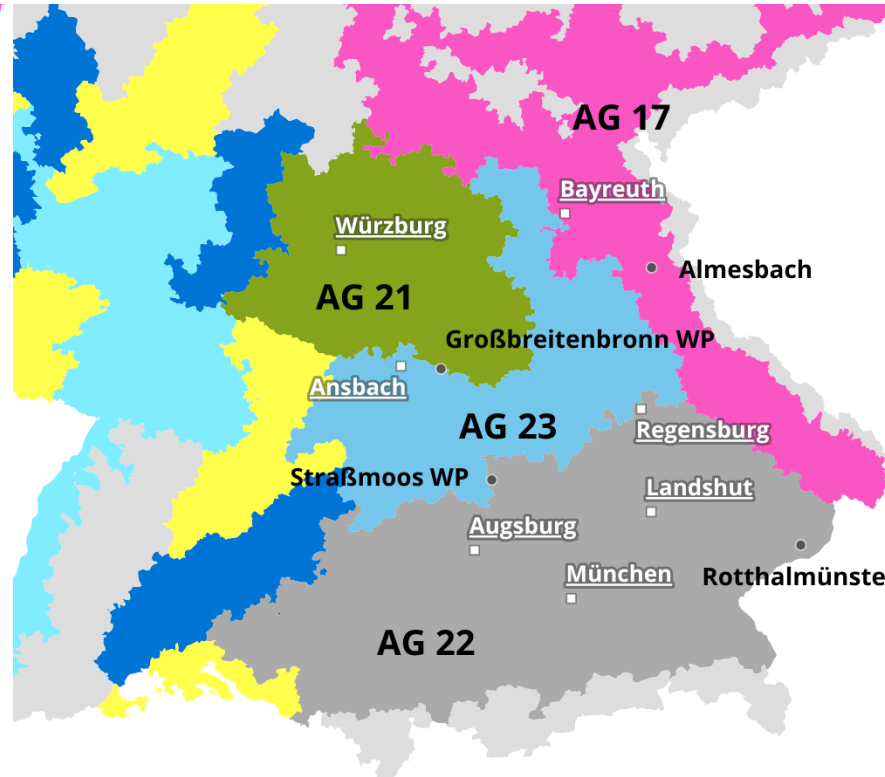 AG 17
Bayreuth
Würzburg
Almesbach
AG 21
Großbreitenbronn WP
Ansbach
AG 23
Regensburg
Straßmoos WP
Landshut
Augsburg
München
Rotthalmünste
AG 22